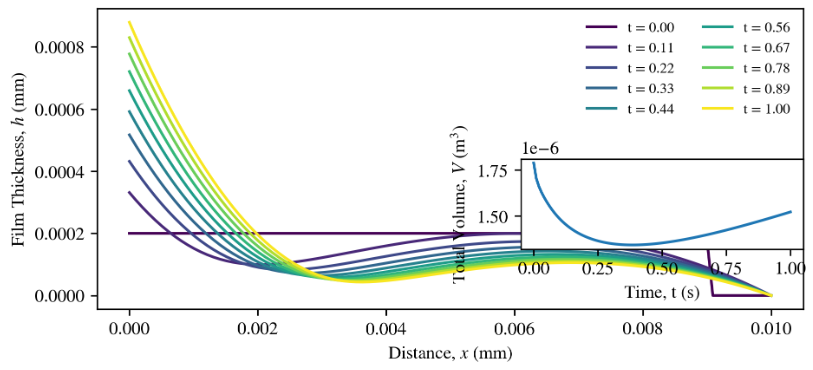 Film Thickness, h (mm)
0.0008
0.0006
0.0004
0.0002
0.0000
0.000 0.002 0.004 0.006 0.008 0.010
Distance, x (mm)
t = 0.00 t = 0.56
t = 0.11 t = 0.67
t = 0.22 t = 0.78
t = 0.33 t = 0.89
t = 0.44 t = 1.00
Total Volume, V (m³)
1e−6
1.75
1.50
0.00 0.25 0.50 0.75 1.00
Time, t (s)